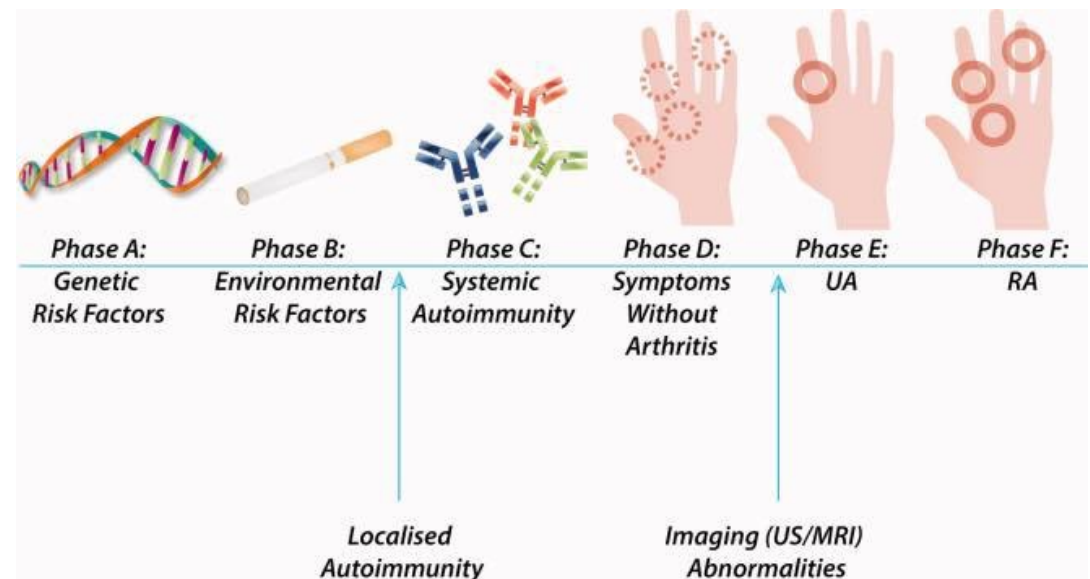 Phase A:
Genetic
Risk Factors
Phase B:
Environmental
Risk Factors
Phase C:
Systemic
Autoimmunity
Phase D:
Symptoms
Without
Arthritis
Phase E:
UA
Phase F:
RA
Localised
Autoimmunity
Imaging (US/MRI)
Abnormalities